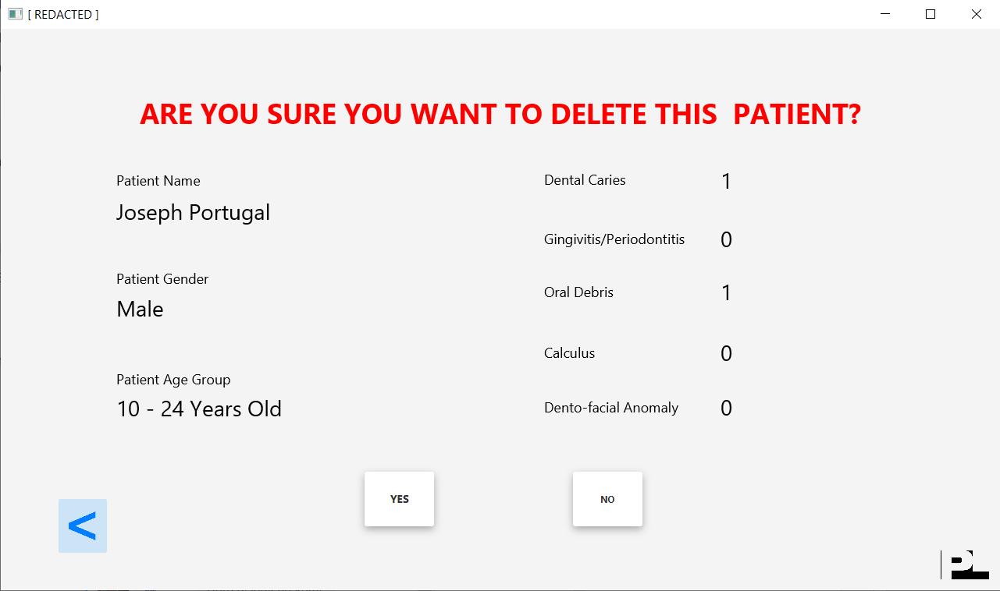 [ REDACTED ]
ARE YOU SURE YOU WANT TO DELETE THIS  PATIENT?
Patient Name
Joseph Portugal
Patient Gender
Male
Patient Age Group
10 - 24 Years Old
Dental Caries 1
Gingivitis/Periodontitis 0
Oral Debris 1
Calculus 0
Dento-facial Anomaly 0
YES NO
<